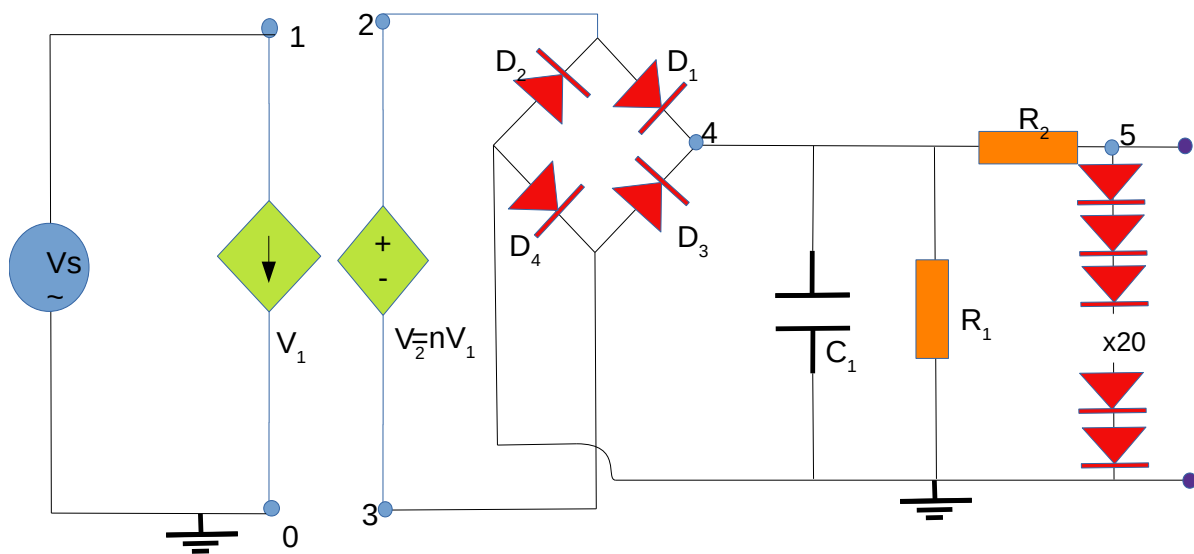 1
2
D₂
D₁
4
R₂
5
Vs
~
+
-
D₄
D₃
V₁
V₂=nV₁
C₁
R₁
x20
3
0